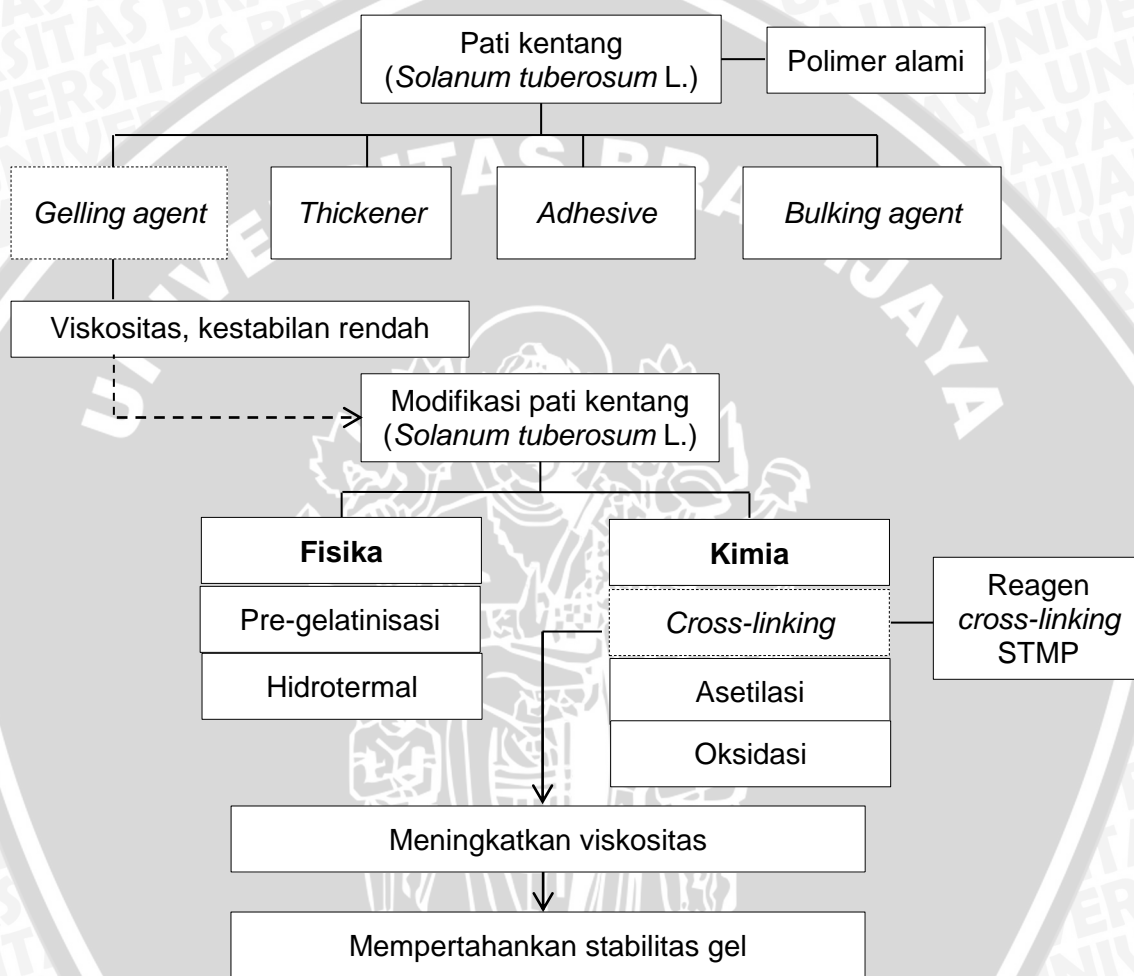 Pati kentang
(Solanum tuberosum L.)
Polimer alami
Gelling agent
Thickener
Adhesive
Bulking agent
Viskositas, kestabilan rendah
Modifikasi pati kentang
(Solanum tuberosum L.)
Fisika
Pre-gelatinisasi
Hidrotermal
Kimia
Cross-linking
Asetilasi
Oksidasi
Reagen
cross-linking
STMP
Meningkatkan viskositas
Mempertahankan stabilitas gel